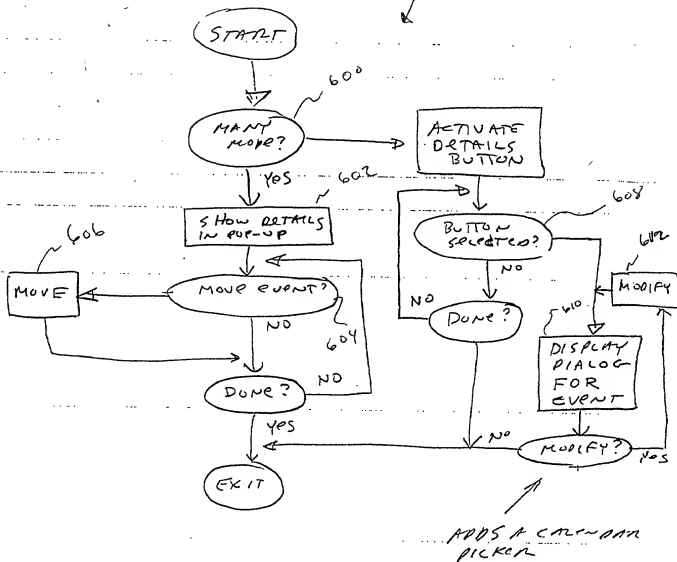 START
600
MANY
MODE?
YES
602
SHOW DETAILS
IN POP-UP
606
MOVE
MOVE EVENT?
604
NO
DONE?
NO
YES
EXIT
ACTIVATE
DETAILS
BUTTON
608
BUTTON
SELECTED?
NO
NO
DONE?
612
MODIFY
610
DISPLAY
DIALOG
FOR
EVENT
NO
MODIFY?
YES
ADDS A CALENDAR
PICKER